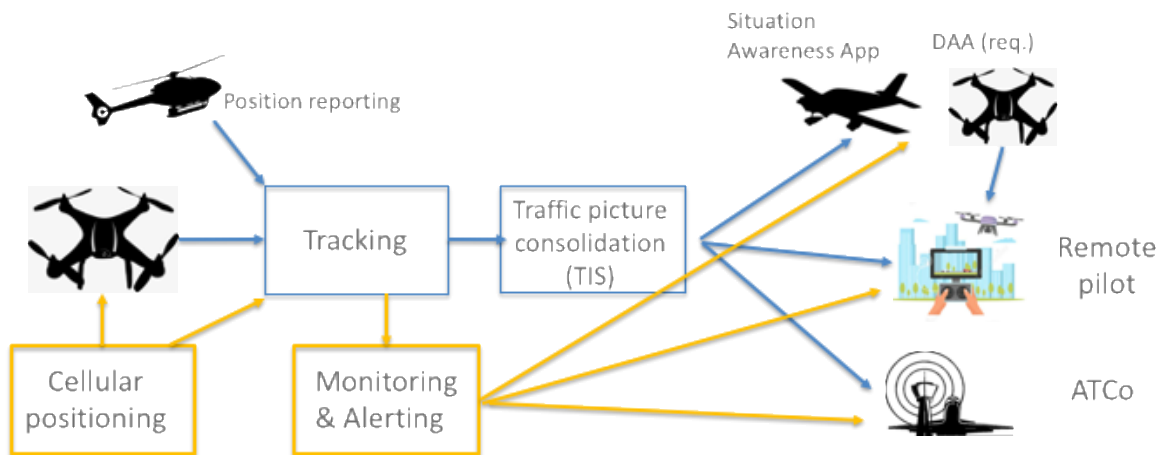 Situation
Awareness App
DAA (req.)
Position reporting
Tracking
Traffic picture
consolidation
(TIS)
Remote
pilot
Cellular
positioning
Monitoring
& Alerting
ATCo